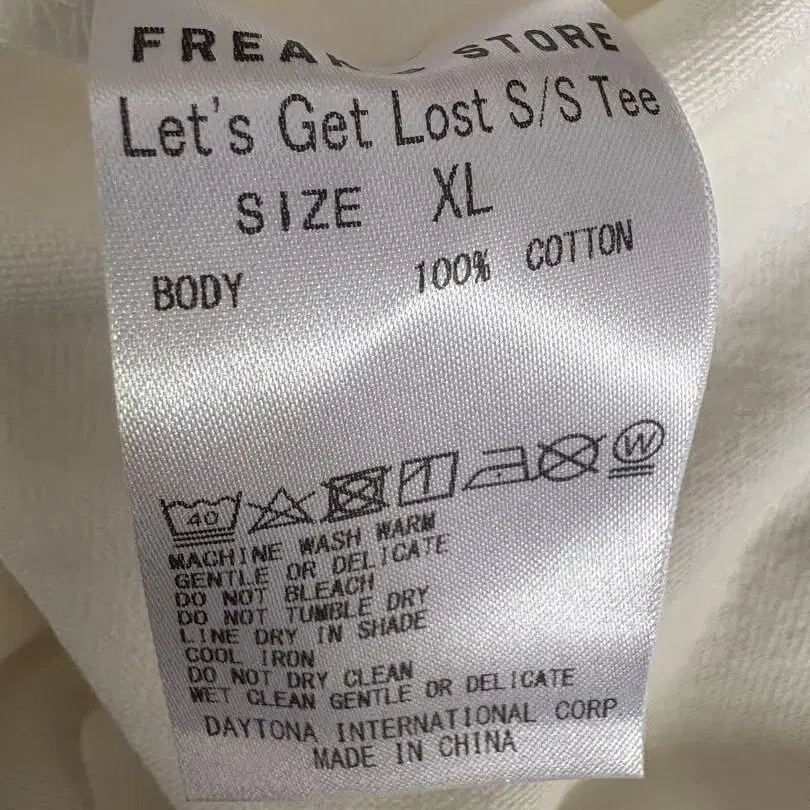 STORE
Let's Get Lost S/S Tee
SIZE XL
BODY 100% COTTON
40 W
MACHINE WASH WARM
GENTLE OR DELICATE
DO NOT BLEACH
DO NOT TUMBLE DRY
LINE DRY IN SHADE
COOL IRON
DO NOT DRY CLEAN
WET CLEAN GENTLE OR DELICATE
DAYTONA INTERNATIONAL CORP
MADE IN CHINA